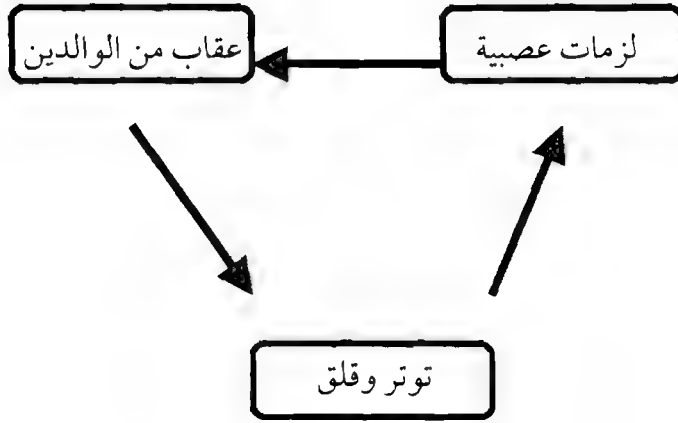 لزمات عصبية
عقاب من الوالدين
توتر وقلق